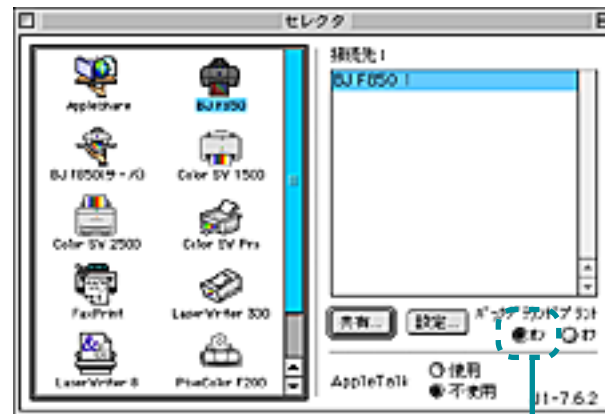 セレクタ
AppleShare
BJ F850
BJ F850(サーバ)
Color SW 1500
Color SW 2500
Color SW Pro
FaxPrint
LaserWriter 300
LaserWriter 8
PixelColor F200
接続先:
BJ F850 1
共有...
設定...
バックグラウンドプリント
オン
オフ
AppleTalk
使用
不使用
J1-7.6.2